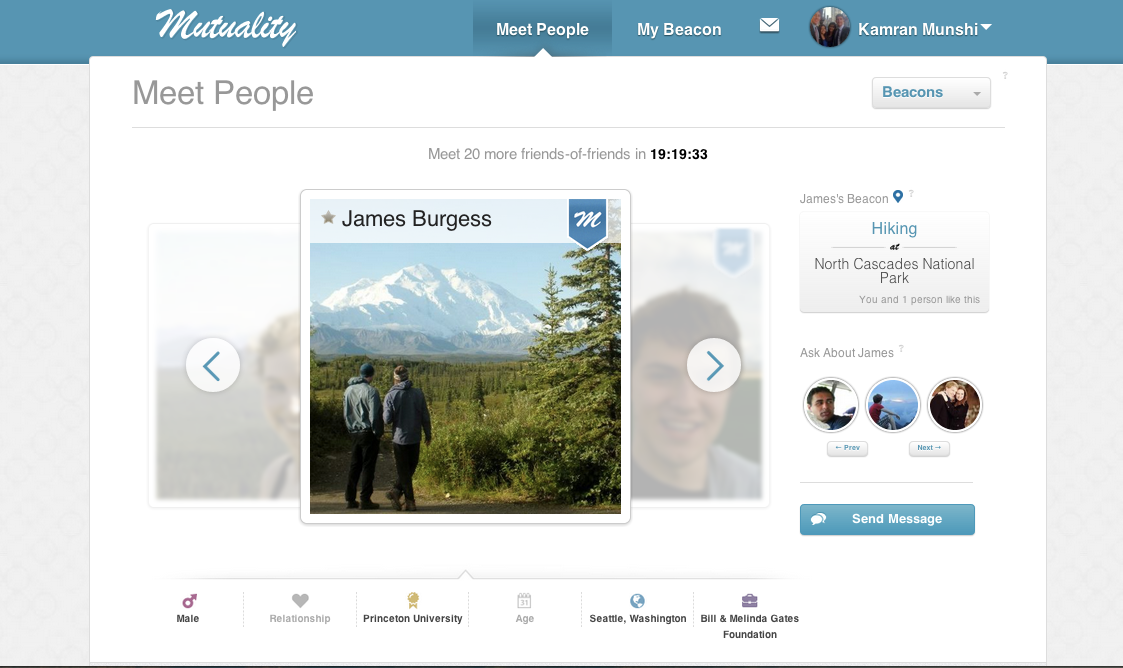 Mutuality
Meet People
My Beacon
Kamran Munshi
Meet People
Beacons
?
Meet 20 more friends-of-friends in 19:19:33
James Burgess
M
James's Beacon ?
Hiking
at
North Cascades National
Park
You and 1 person like this
Ask About James ?
← Prev
Next →
Send Message
Male
Relationship
Princeton University
31
Age
Seattle, Washington
Bill & Melinda Gates
Foundation